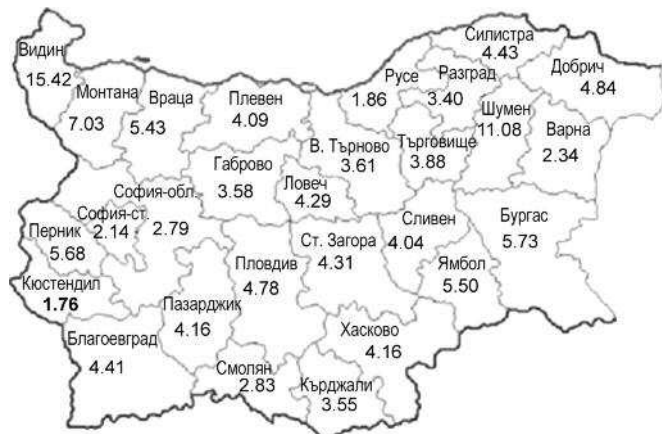 Силистра
4.43
Видин
15.42
Добрич
4.84
Русе
1.86
Разград
3.40
Монтана
7.03
Враца
5.43
Плевен
4.09
Шумен
11.08
Варна
2.34
В. Търново
3.61
Търговище
3.88
Габрово
3.58
Ловеч
4.29
София-обл.
2.79
София-ст.
2.14
Перник
5.68
Сливен
4.04
Бургас
5.73
Ст. Загора
4.31
Пловдив
4.78
Ямбол
5.50
Кюстендил
1.76
Пазарджик
4.16
Хасково
4.16
Благоевград
4.41
Смолян
2.83
Кърджали
3.55